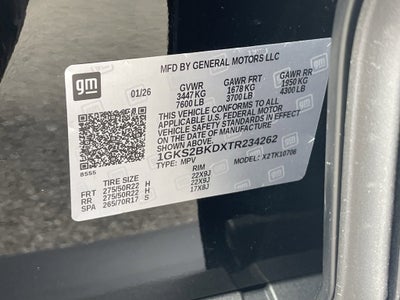 gm
MFD BY GENERAL MOTORS LLC
01/26 GVWR GAWR FRT GAWR RR
3447 KG 1678 KG 1950 KG
7600 LB 3700 LB 4300 LB
THIS VEHICLE CONFORMS TO ALL
APPLICABLE U.S. FEDERAL MOTOR
VEHICLE SAFETY STANDARDS IN
EFFECT ON THE DATE OF
MANUFACTURE SHOWN ABOVE.
1GKS2BKDXTR234262
8555
TYPE: MPV MODEL: X2TK10706
TIRE SIZE RIM
FRT 275/50R22 H 22X9J
RR 275/50R22 H 22X9J
SPA 265/70R17 S 17X8J